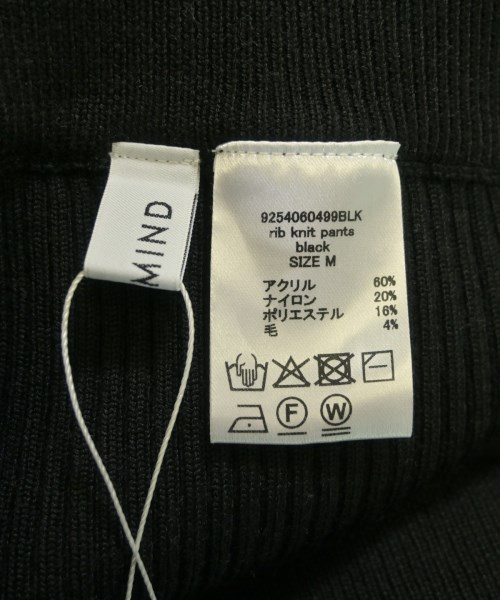 MIND
9254060499BLK
rib knit pants
black
SIZE M
アクリル 60%
ナイロン 20%
ポリエステル 16%
毛 4%
F W